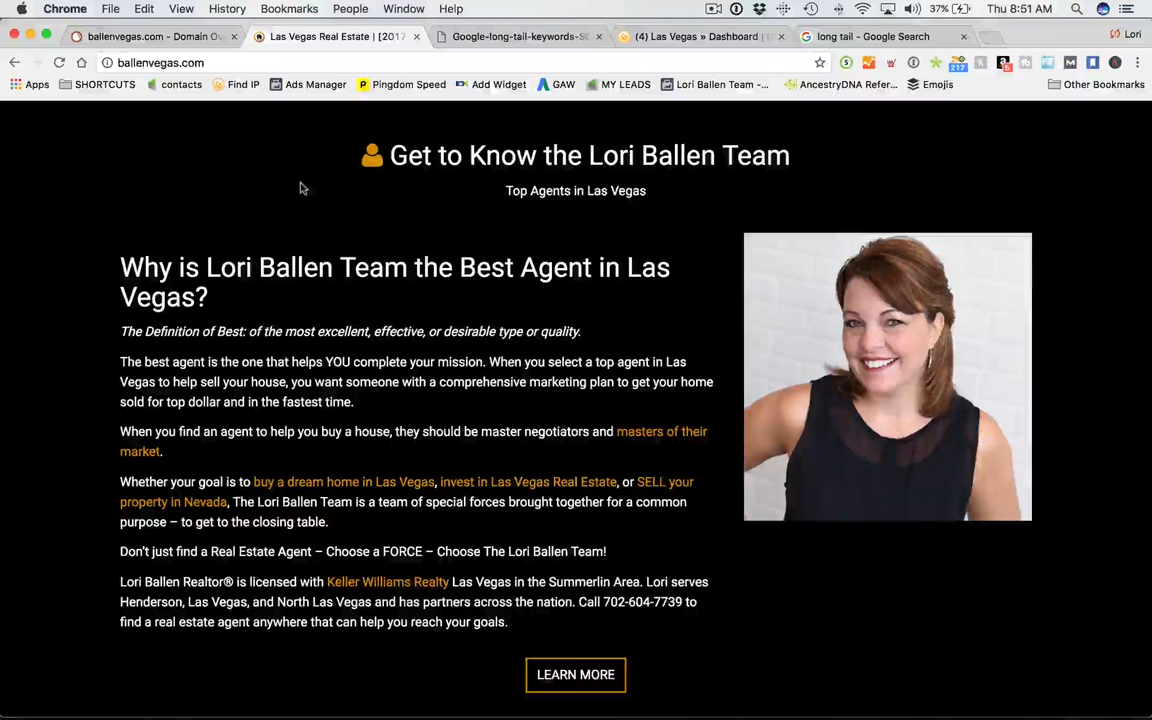 Chrome File Edit View History Bookmarks People Window Help 37% Thu 8:51 AM
ballenvegas.com - Domain Ov Las Vegas Real Estate | [2017 Google-long-tail-keywords-SE (4) Las Vegas » Dashboard | long tail - Google Search Lori
ballenvegas.com 217
Apps SHORTCUTS contacts Find IP Ads Manager Pingdom Speed Add Widget GAW MY LEADS Lori Ballen Team -... AncestryDNA Refer... Emojis Other Bookmarks
Get to Know the Lori Ballen Team
Top Agents in Las Vegas
Why is Lori Ballen Team the Best Agent in Las
Vegas?
The Definition of Best: of the most excellent, effective, or desirable type or quality.
The best agent is the one that helps YOU complete your mission. When you select a top agent in Las
Vegas to help sell your house, you want someone with a comprehensive marketing plan to get your home
sold for top dollar and in the fastest time.
When you find an agent to help you buy a house, they should be master negotiators and masters of their
market.
Whether your goal is to buy a dream home in Las Vegas, invest in Las Vegas Real Estate, or SELL your
property in Nevada, The Lori Ballen Team is a team of special forces brought together for a common
purpose – to get to the closing table.
Don't just find a Real Estate Agent – Choose a FORCE – Choose The Lori Ballen Team!
Lori Ballen Realtor® is licensed with Keller Williams Realty Las Vegas in the Summerlin Area. Lori serves
Henderson, Las Vegas, and North Las Vegas and has partners across the nation. Call 702-604-7739 to
find a real estate agent anywhere that can help you reach your goals.
LEARN MORE